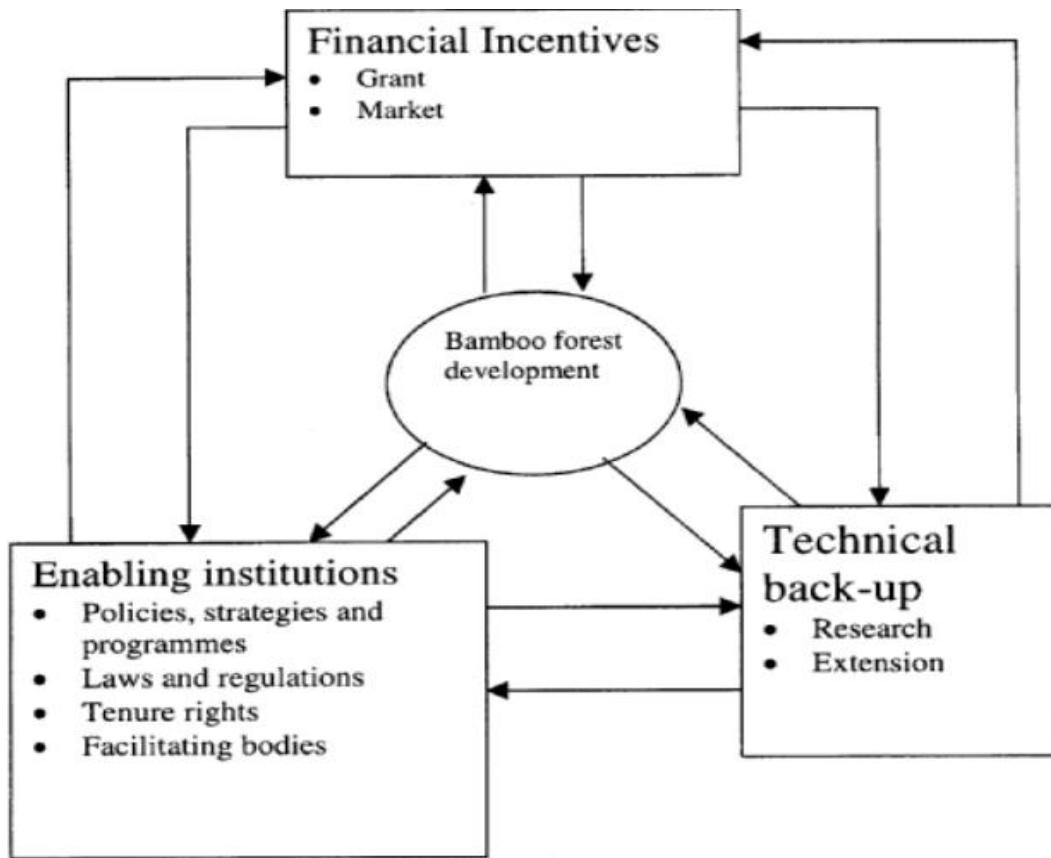 Financial Incentives
• Grant
• Market
Bamboo forest
development
Enabling institutions
• Policies, strategies and
programmes
• Laws and regulations
• Tenure rights
• Facilitating bodies
Technical
back-up
• Research
• Extension